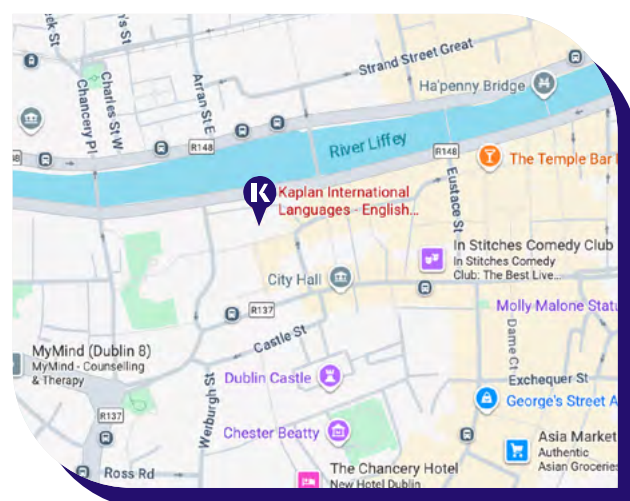 ek St
y's St
Strand Street Great
Ha'penny Bridge
Charles St W
Chancery Pl
Arran St E
R148
River Liffey
R148
The Temple Bar
Kaplan International
Languages - English...
Eustace St
In Stitches Comedy Club
In Stitches Comedy
Club: The Best Live...
City Hall
R137
Molly Malone Statu
Castle St
Dame Ct
MyMind (Dublin 8)
MyMind - Counselling
& Therapy
Dublin Castle
Exchequer St
George's Street A
Werburgh St
R137
Chester Beatty
Asia Market
Authentic
Asian Groceries
Ross Rd
The Chancery Hotel
New Hotel Dublin